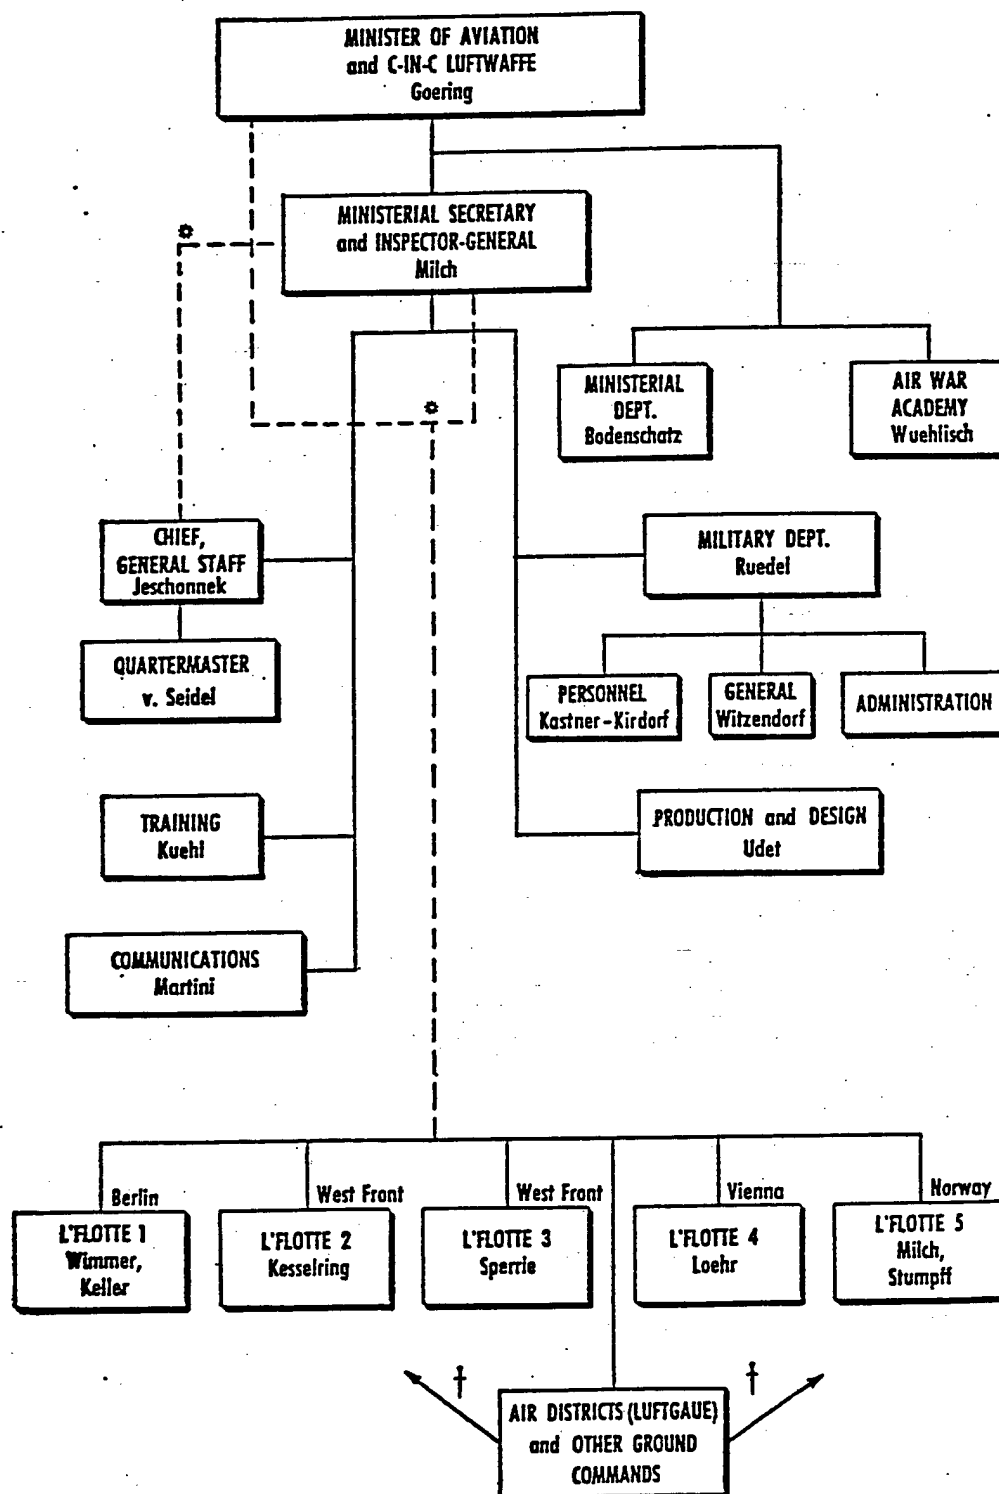 MINISTER OF AVIATION
and C-IN-C LUFTWAFFE
Goering
MINISTERIAL SECRETARY
and INSPECTOR-GENERAL
Milch
*
MINISTERIAL
DEPT.
Bodenschatz
AIR WAR
ACADEMY
Wuehlisch
*
CHIEF,
GENERAL STAFF
Jeschonnek
MILITARY DEPT.
Ruedel
QUARTERMASTER
v. Seidel
PERSONNEL
Kastner-Kirdorf
GENERAL
Witzendorf
ADMINISTRATION
TRAINING
Kuehl
PRODUCTION and DESIGN
Udet
COMMUNICATIONS
Martini
Berlin
L'FLOTTE 1
Wimmer,
Keller
West Front
L'FLOTTE 2
Kesselring
West Front
L'FLOTTE 3
Sperrle
Vienna
L'FLOTTE 4
Loehr
Norway
L'FLOTTE 5
Milch,
Stumpff
† †
AIR DISTRICTS (LUFTGAUE)
and OTHER GROUND
COMMANDS